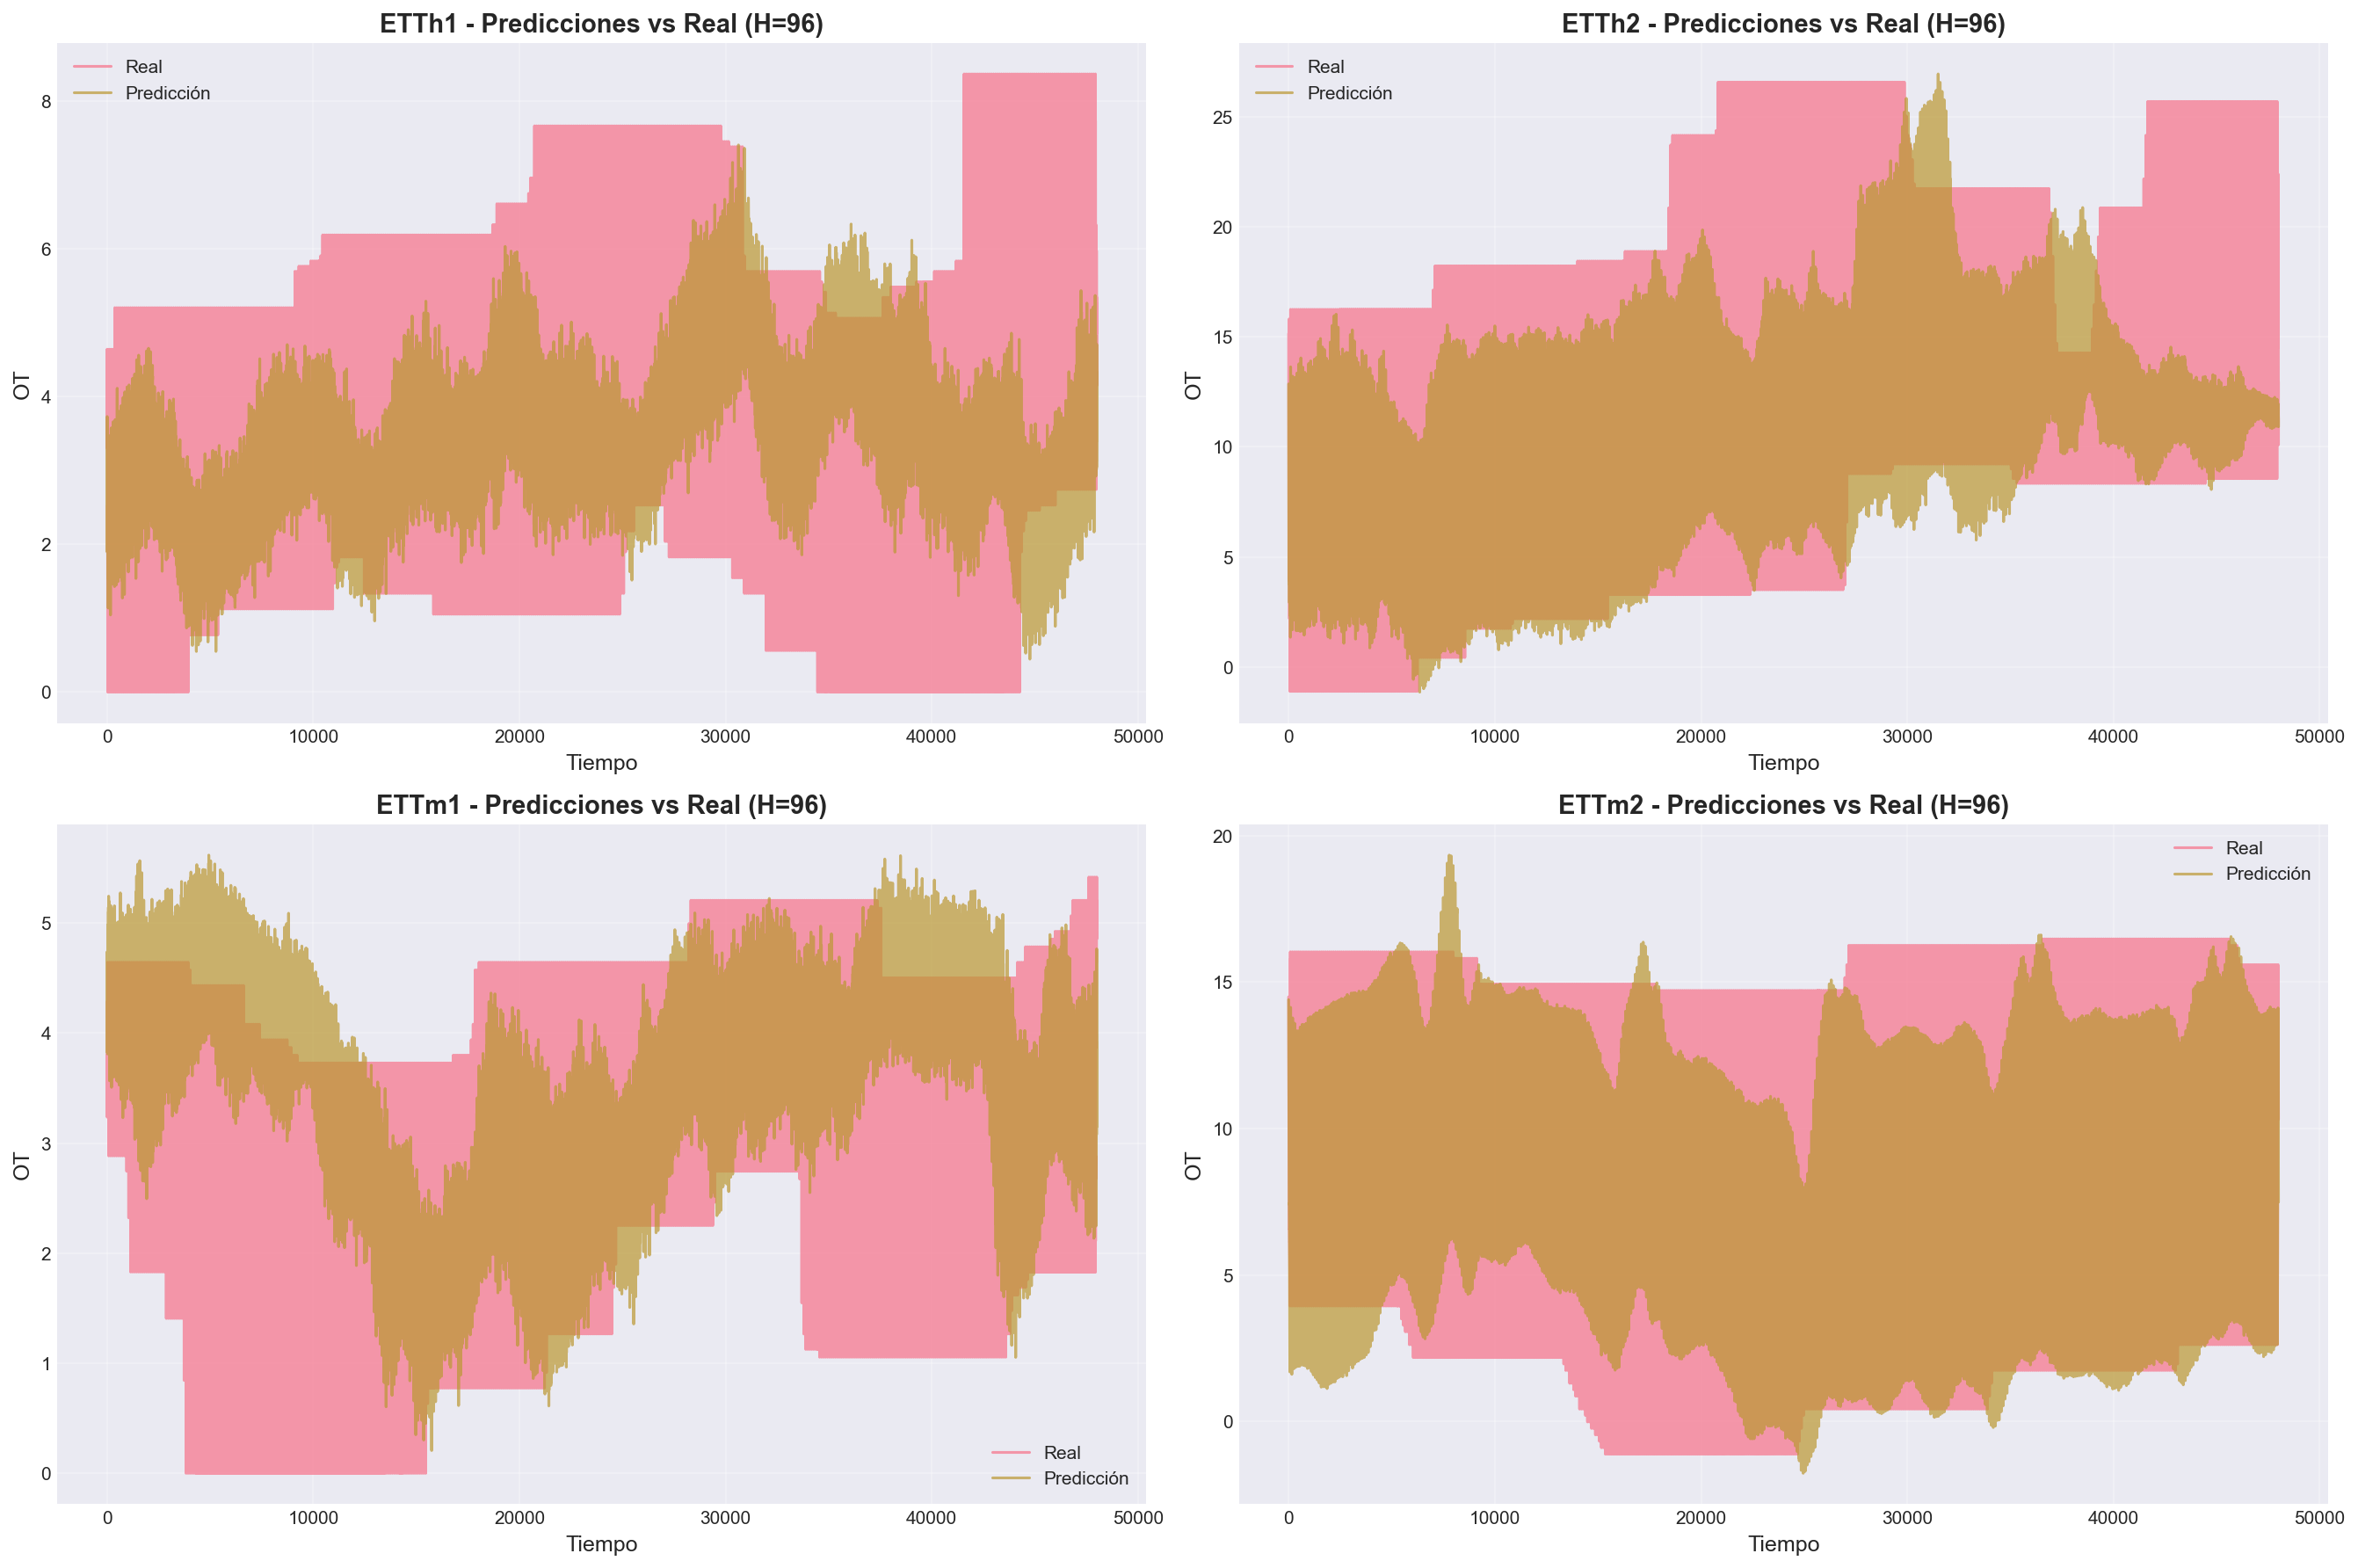 ETTh1 - Predicciones vs Real (H=96)
Real
Predicción
OT
8
6
4
2
0
0 10000 20000 30000 40000 50000
Tiempo
ETTh2 - Predicciones vs Real (H=96)
Real
Predicción
OT
25
20
15
10
5
0
0 10000 20000 30000 40000 50000
Tiempo
ETTm1 - Predicciones vs Real (H=96)
OT
5
4
3
2
1
0
Real
Predicción
0 10000 20000 30000 40000 50000
Tiempo
ETTm2 - Predicciones vs Real (H=96)
Real
Predicción
OT
20
15
10
5
0
0 10000 20000 30000 40000 50000
Tiempo